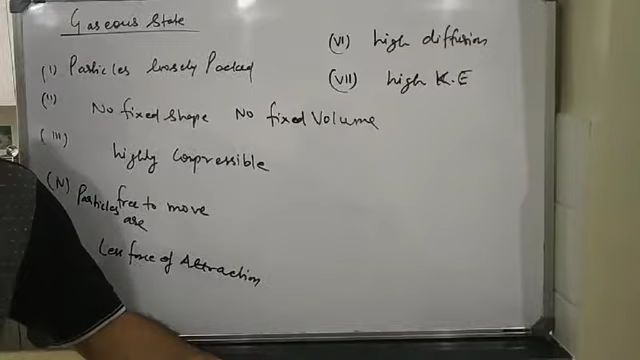 Gaseous State
(I) Particles loosely Packed
(II) No fixed shape No fixed Volume
(III) highly compressible
(IV) Particles are free to move
Less force of Attraction
(VI) high diffusion
(VII) high K.E